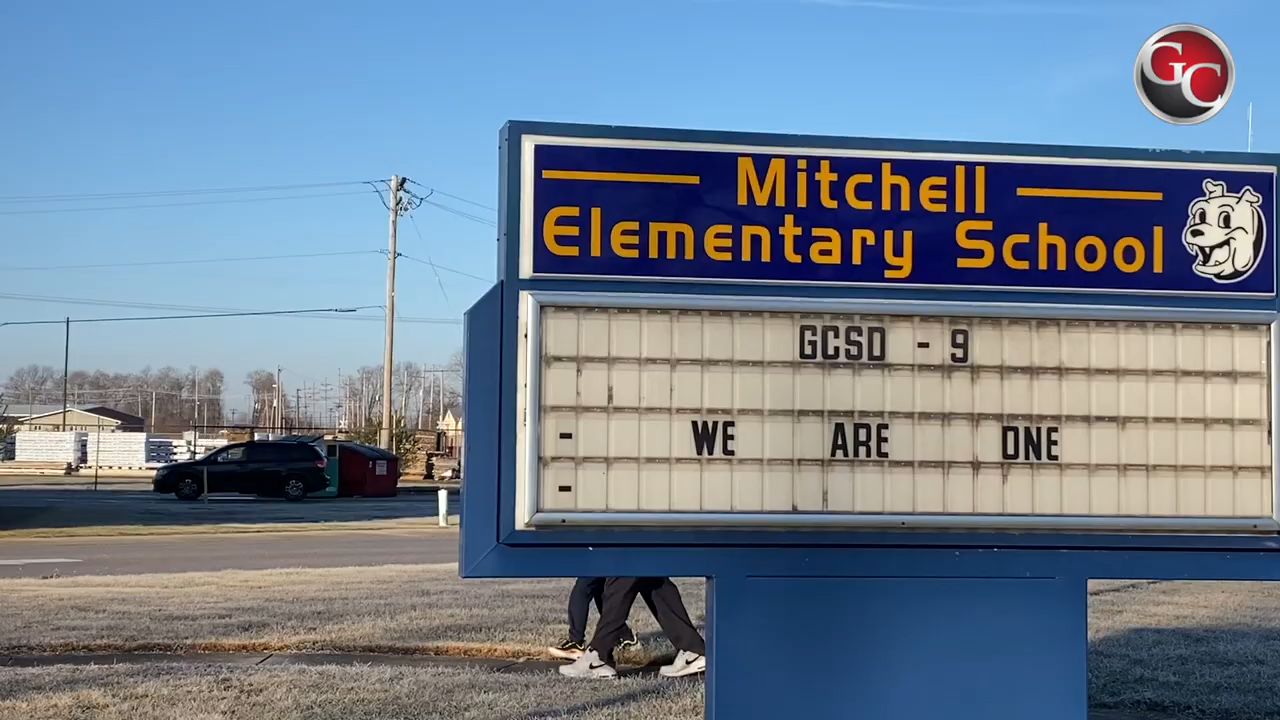 GC
Mitchell
Elementary School
GCSD - 9
- WE ARE ONE
-